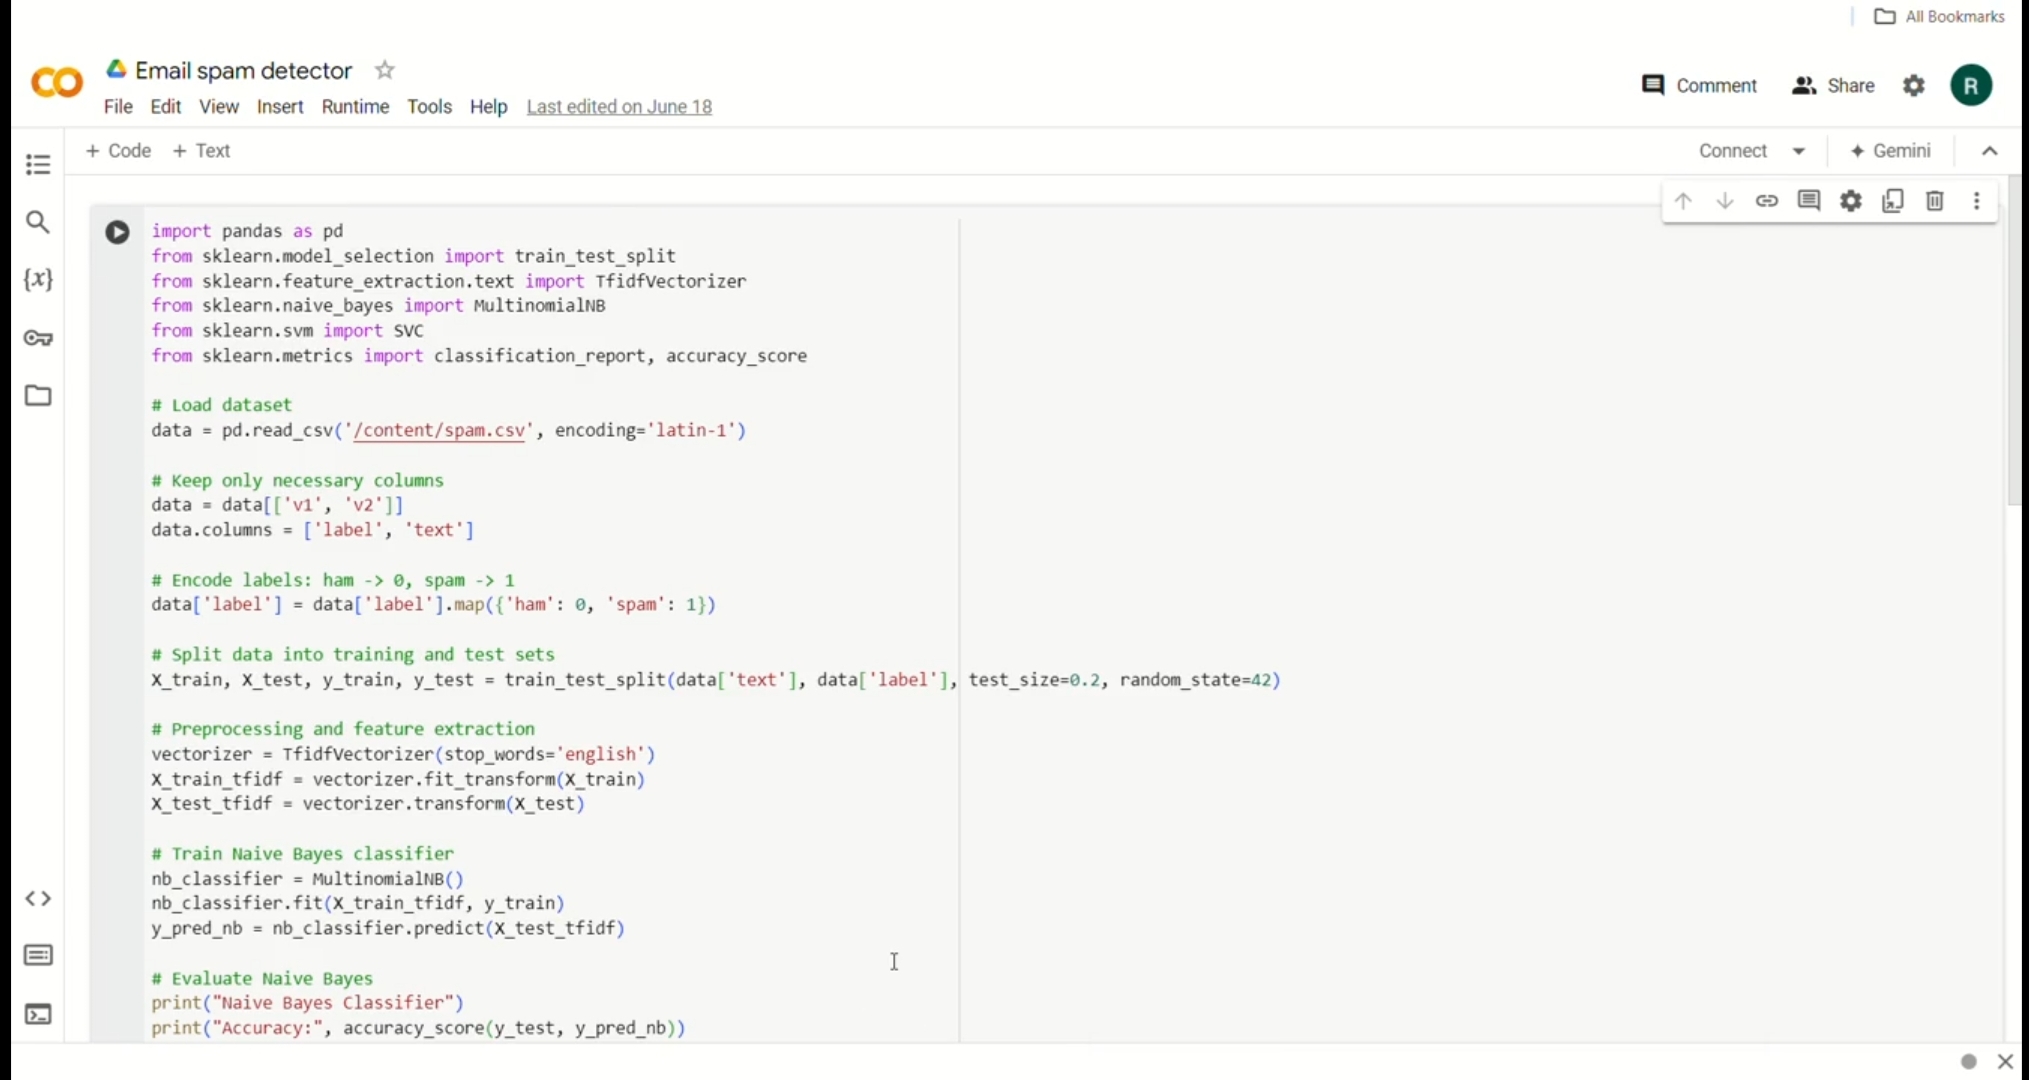 All Bookmarks
Email spam detector
Comment
Share
R
File Edit View Insert Runtime Tools Help Last edited on June 18
+ Code + Text
Connect
Gemini
import pandas as pd
from sklearn.model_selection import train_test_split
from sklearn.feature_extraction.text import TfidfVectorizer
from sklearn.naive_bayes import MultinomialNB
from sklearn.svm import SVC
from sklearn.metrics import classification_report, accuracy_score
# Load dataset
data = pd.read_csv('/content/spam.csv', encoding='latin-1')
# Keep only necessary columns
data = data[['v1', 'v2']]
data.columns = ['label', 'text']
# Encode labels: ham -> 0, spam -> 1
data['label'] = data['label'].map({'ham': 0, 'spam': 1})
# Split data into training and test sets
X_train, X_test, y_train, y_test = train_test_split(data['text'], data['label'], test_size=0.2, random_state=42)
# Preprocessing and feature extraction
vectorizer = TfidfVectorizer(stop_words='english')
X_train_tfidf = vectorizer.fit_transform(X_train)
X_test_tfidf = vectorizer.transform(X_test)
# Train Naive Bayes classifier
nb_classifier = MultinomialNB()
nb_classifier.fit(X_train_tfidf, y_train)
y_pred_nb = nb_classifier.predict(X_test_tfidf)
# Evaluate Naive Bayes
print("Naive Bayes Classifier")
print("Accuracy:", accuracy_score(y_test, y_pred_nb))